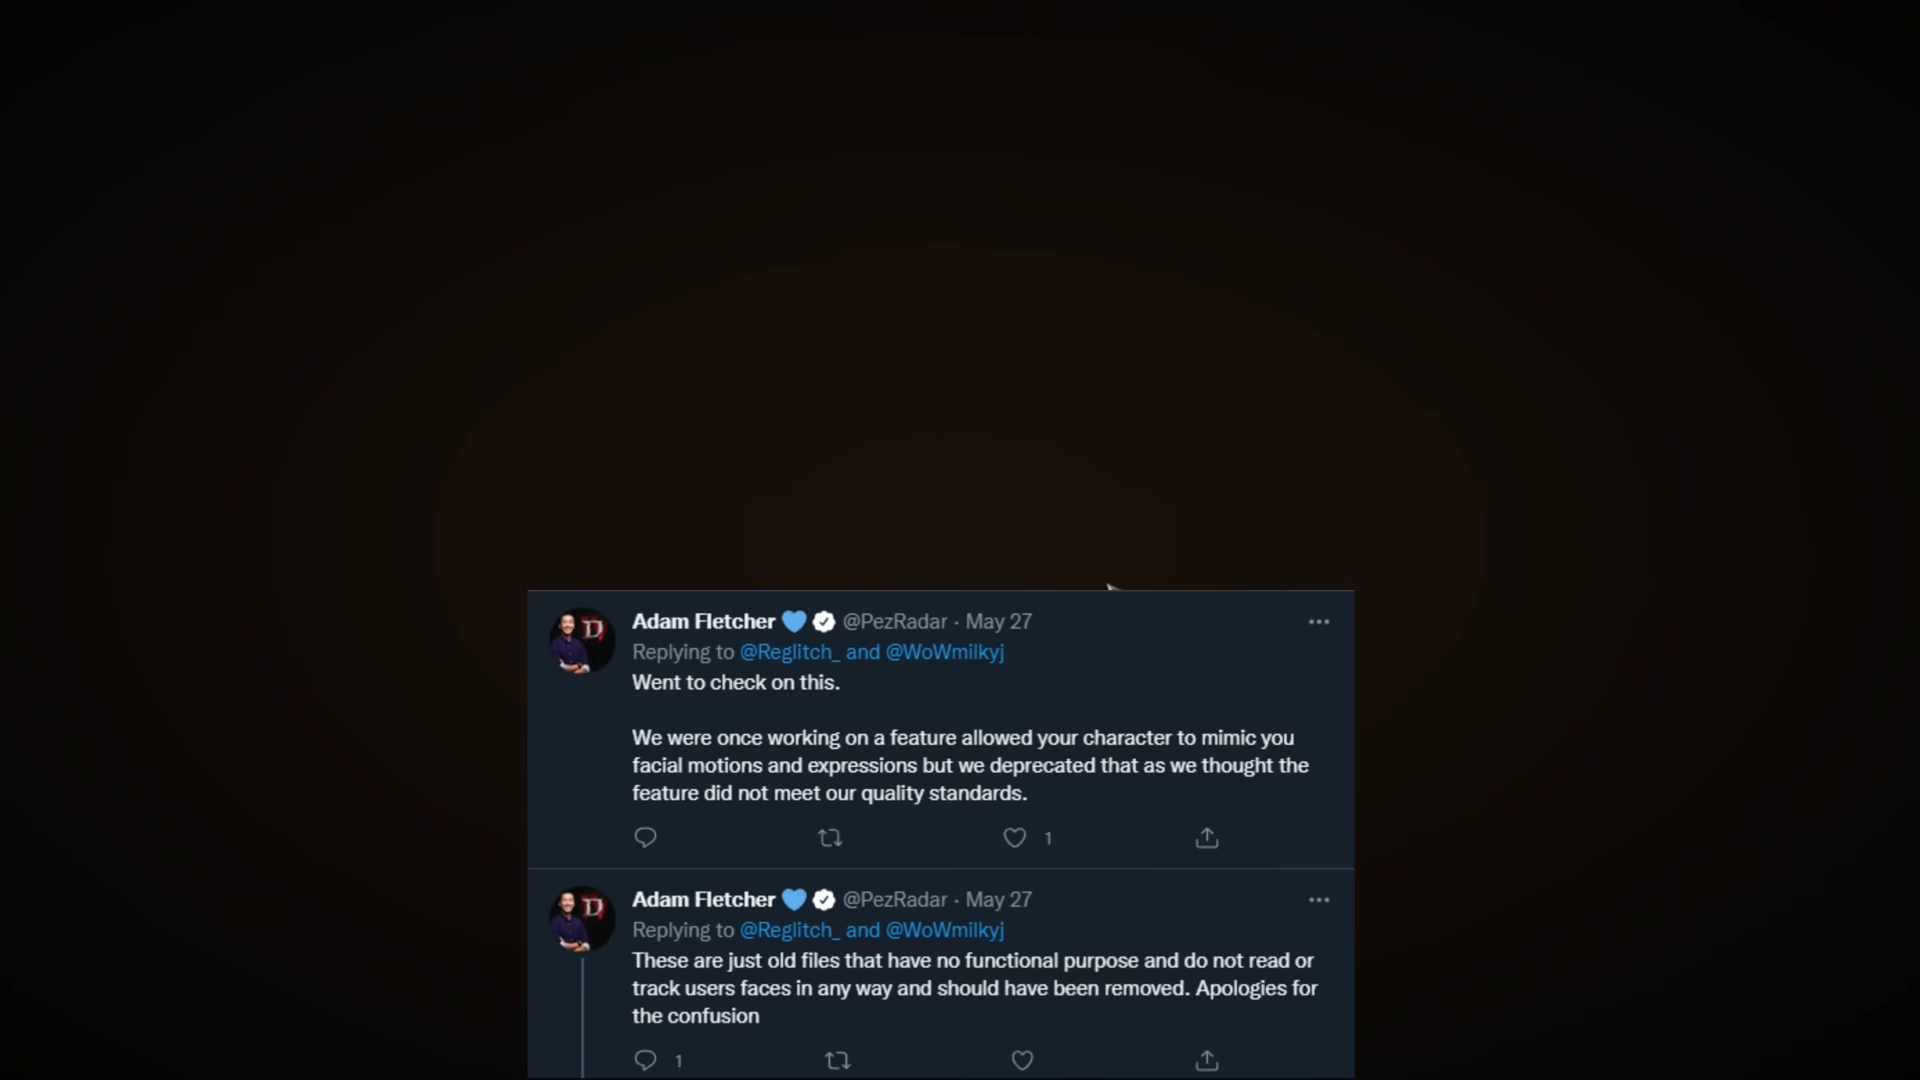 Adam Fletcher @PezRadar · May 27
Replying to @Reglitch_ and @WoWmilkyj
Went to check on this.
We were once working on a feature allowed your character to mimic you
facial motions and expressions but we deprecated that as we thought the
feature did not meet our quality standards.
1
Adam Fletcher @PezRadar · May 27
Replying to @Reglitch_ and @WoWmilkyj
These are just old files that have no functional purpose and do not read or
track users faces in any way and should have been removed. Apologies for
the confusion
1